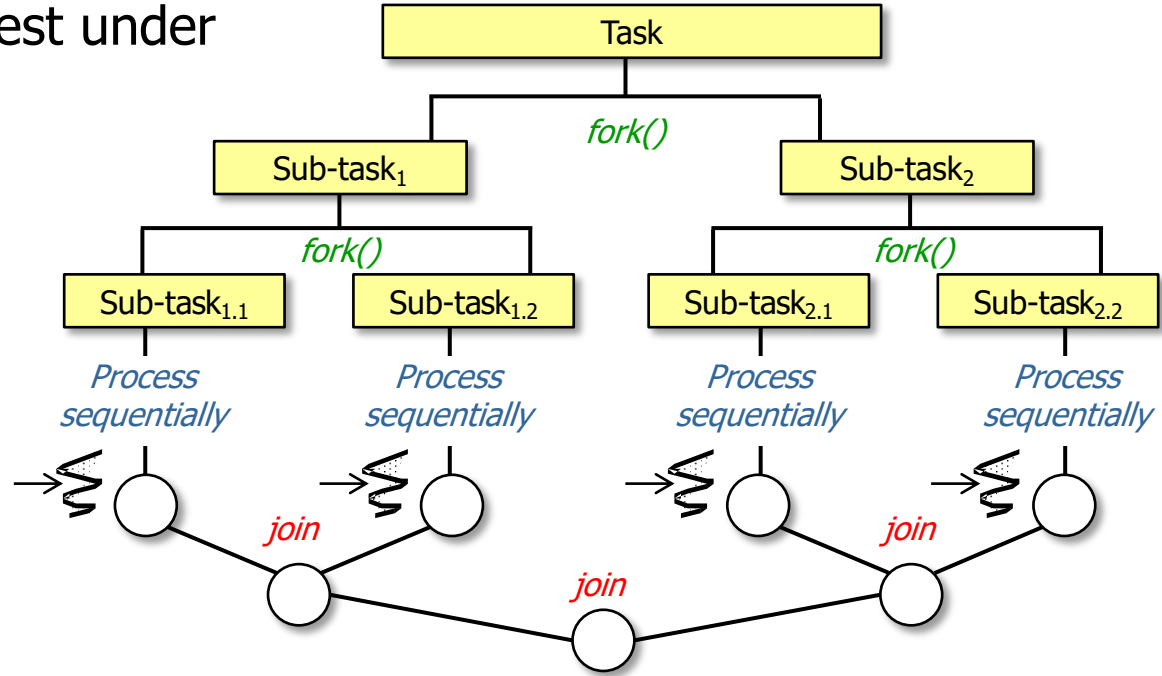 est under
Task
fork()
Sub-task1
Sub-task2
fork()
fork()
Sub-task1.1
Sub-task1.2
Sub-task2.1
Sub-task2.2
Process
sequentially
Process
sequentially
Process
sequentially
Process
sequentially
join
join
join